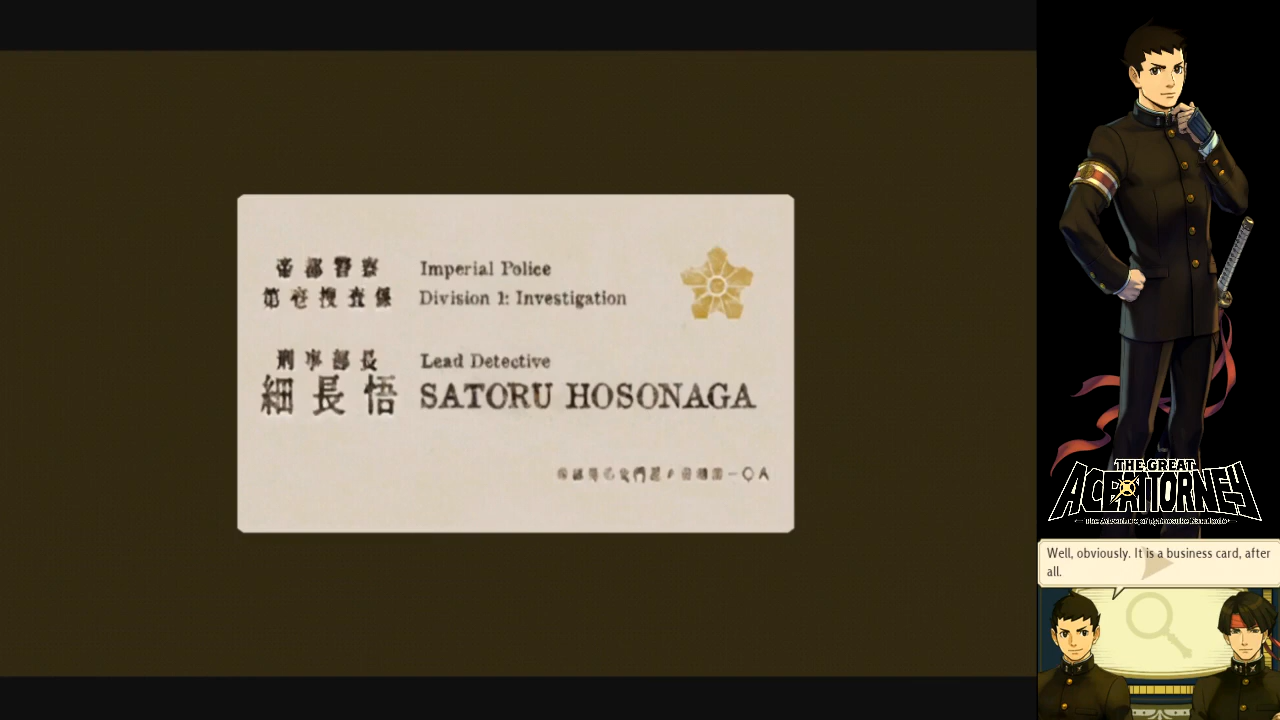 帝都警察 Imperial Police
第壱捜査係 Division 1: Investigation
刑事部長 Lead Detective
細長悟 SATORU HOSONAGA
THE GREAT
ACE ATTORNEY
Well, obviously. It is a business card, after
all.